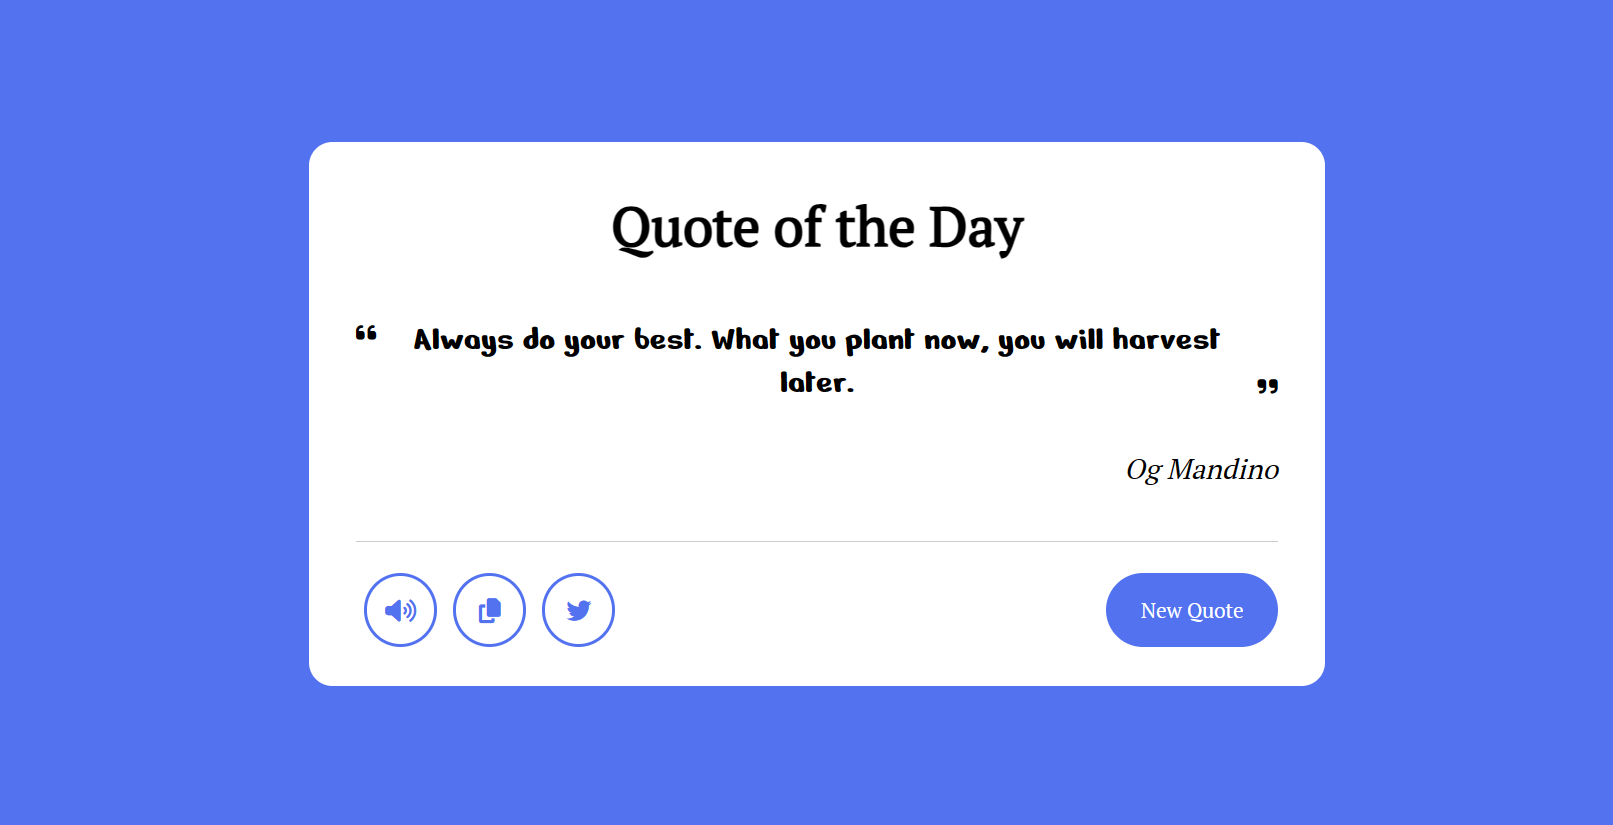 Quote of the Day
“ Always do your best. What you plant now, you will harvest
later. ”
Og Mandino
New Quote